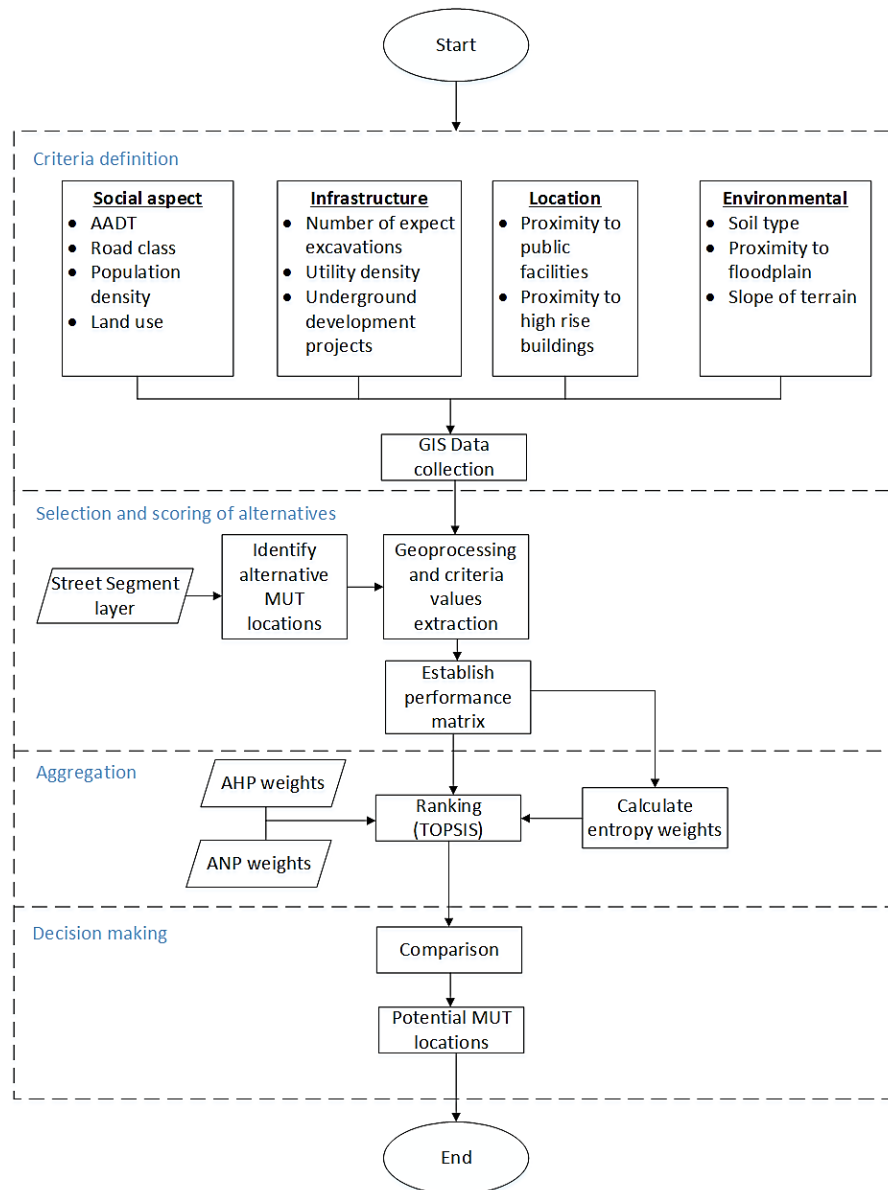 Start
Criteria definition
Social aspect
● AADT
● Road class
● Population
density
● Land use
Infrastructure
● Number of expect
excavations
● Utility density
● Underground
development
projects
Location
● Proximity to
public
facilities
● Proximity to
high rise
buildings
Environmental
● Soil type
● Proximity to
floodplain
● Slope of terrain
GIS Data
collection
Selection and scoring of alternatives
Street Segment
layer
Identify
alternative
MUT
locations
Geoprocessing
and criteria
values
extraction
Establish
performance
matrix
Aggregation
AHP weights
ANP weights
Ranking
(TOPSIS)
Calculate
entropy weights
Decision making
Comparison
Potential MUT
locations
End